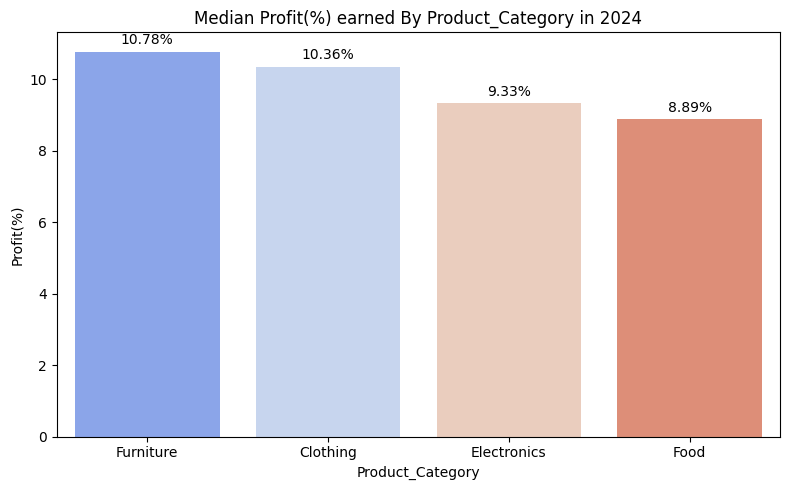 Median Profit(%) earned By Product_Category in 2024
10.78%
10.36%
9.33%
8.89%
10
8
6
4
2
0
Profit(%)
Furniture
Clothing
Electronics
Food
Product_Category